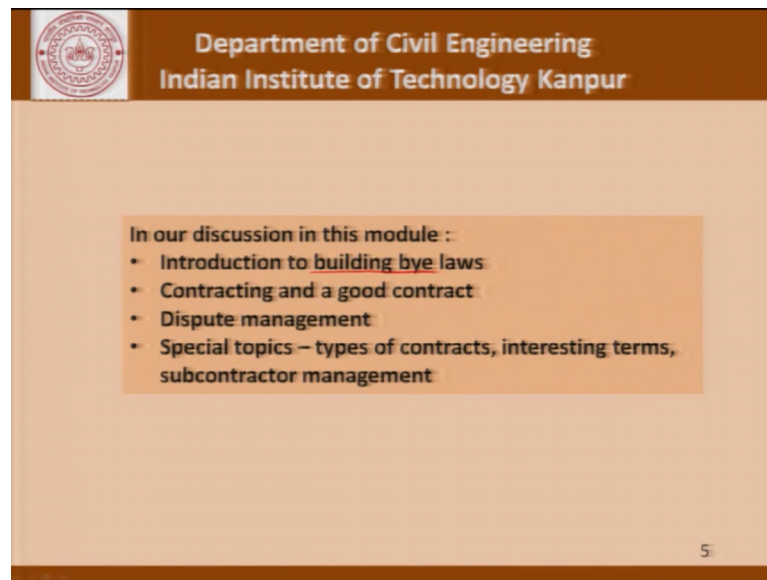 Department of Civil Engineering
Indian Institute of Technology Kanpur
In our discussion in this module :
• Introduction to building bye laws
• Contracting and a good contract
• Dispute management
• Special topics – types of contracts, interesting terms,
subcontractor management
5